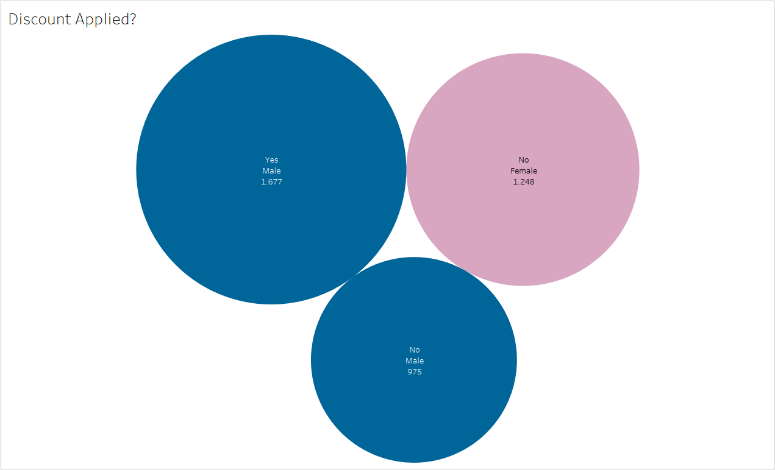 Discount Applied?
Yes
Male
1,677
No
Female
1,248
No
Male
975